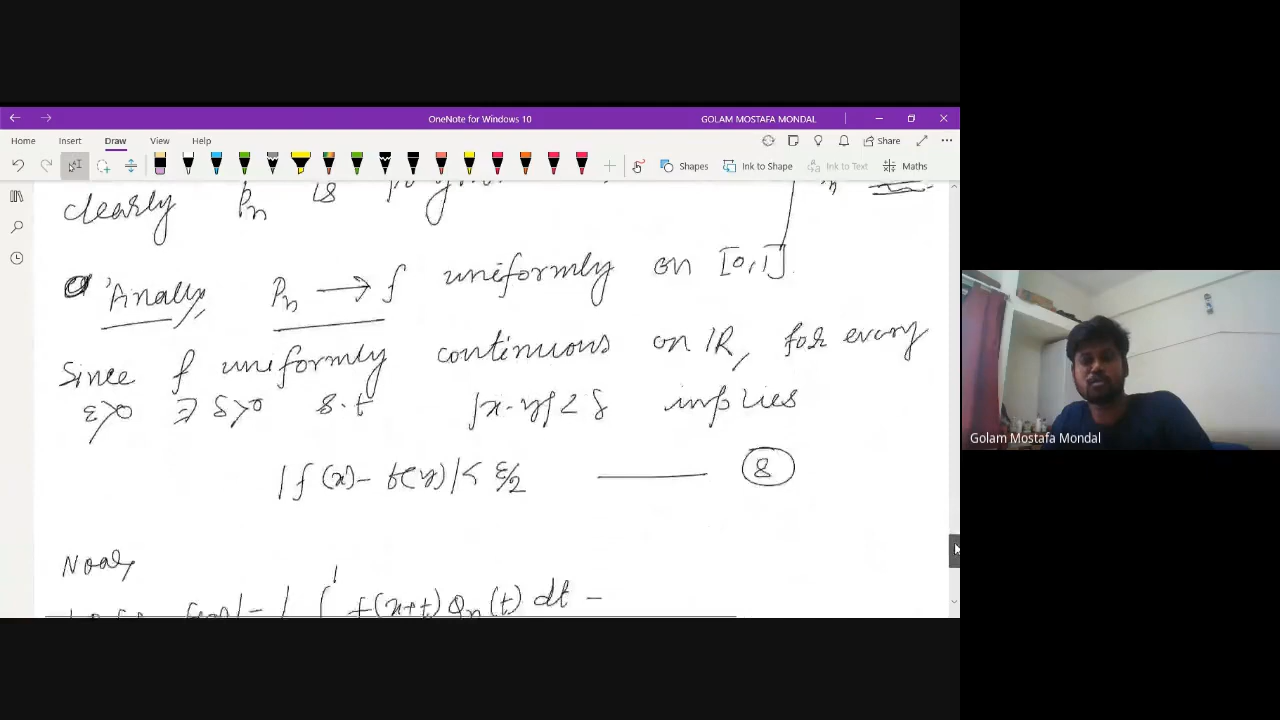 OneNote for Windows 10
GOLAM MOSTAFA MONDAL
Home Insert Draw View Help
Share
Shapes Ink to Shape Ink to Text Maths
clearly Pn is
Finally, Pn → f uniformly on [0,1].
Since f uniformly continuous on IR, for every
ε>0 ∃ δ>0 s.t |x-y|<δ implies
|f(x)-f(y)|< ε/2 —— 8
∫ f(x+t) Qn(t) dt -
Golam Mostafa Mondal